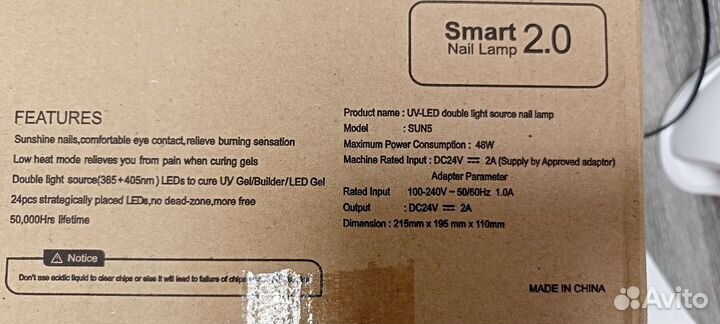 Smart
Nail Lamp 2.0
FEATURES
Sunshine nails,comfortable eye contact,relieve burning sensation
Low heat mode relieves you from pain when curing gels
Double light source(365+405nm) LEDs to cure UV Gel/Builder/LED Gel
24pcs strategically placed LEDs,no dead-zone,more free
50,000Hrs lifetime
Notice
Don't use acidic liquid to clear chips or else it will lead to failure of chips
Product name : UV-LED double light source nail lamp
Model : SUN5
Maximum Power Consumption : 48W
Machine Rated Input : DC24V ⎓ 2A (Supply by Approved adaptor)
Adapter Parameter
Rated Input 100-240V ~ 50/60Hz 1.0A
Output : DC24V ⎓ 2A
Dimension : 215mm x 195 mm x 110mm
MADE IN CHINA
Avito